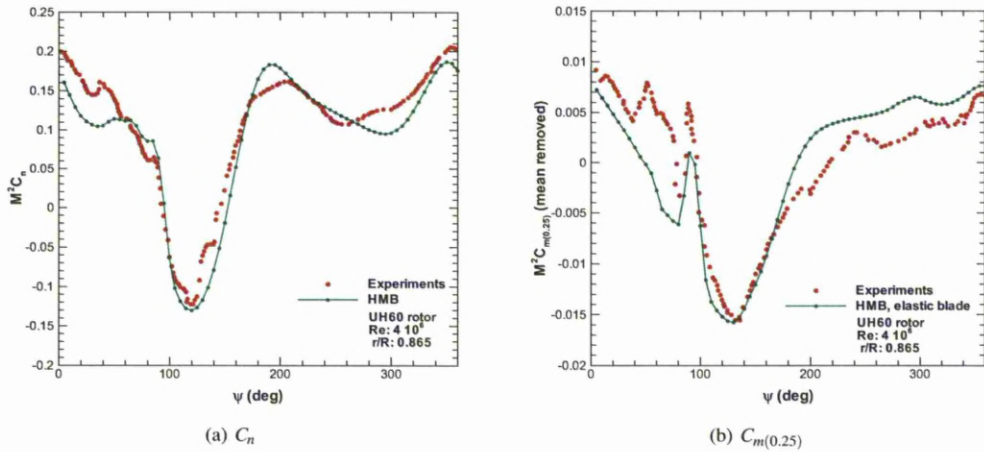 0.25
0.2
0.15
0.1
0.05
0
-0.05
-0.1
-0.15
-0.2
M²Cₙ
0 100 200 300
ψ (deg)
Experiments
HMB
UH60 rotor
Re: 4 10⁶
r/R: 0.865
(a) Cₙ
0.015
0.01
0.005
0
-0.005
-0.01
-0.015
-0.02
M²Cₘ(0.25) (mean removed)
0 100 200 300
ψ (deg)
Experiments
HMB, elastic blade
UH60 rotor
Re: 4 10⁶
r/R: 0.865
(b) Cₘ(0.25)